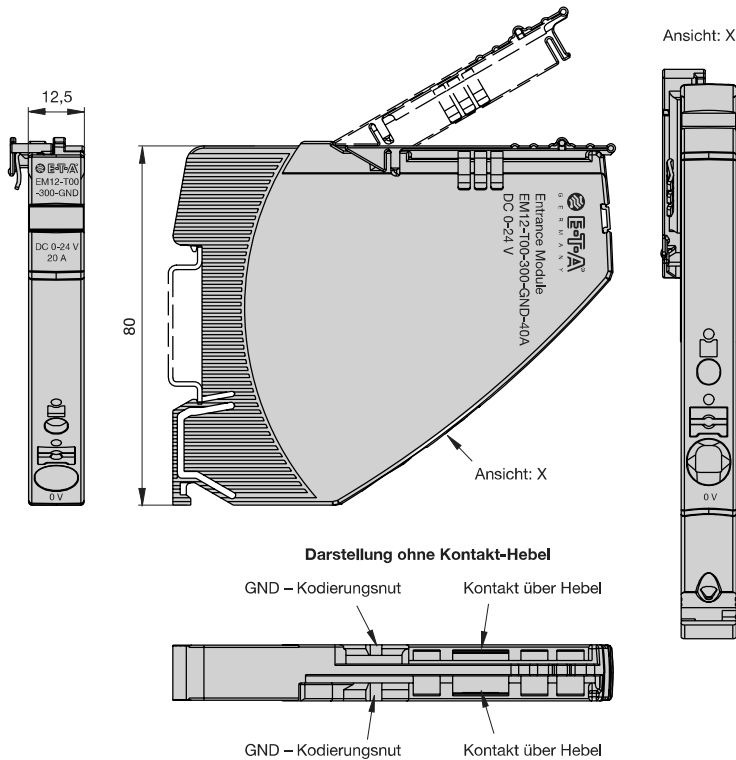 Ansicht: X
12,5
E-T-A
EM12-T00
-300-GND
DC 0-24 V
20 A
0 V
80
E-T-A®
GERMANY
Entrance Module
EM12-T00-300-GND-40A
DC 0-24 V
Ansicht: X
0 V
Darstellung ohne Kontakt-Hebel
GND – Kodierungsnut
Kontakt über Hebel
GND – Kodierungsnut
Kontakt über Hebel